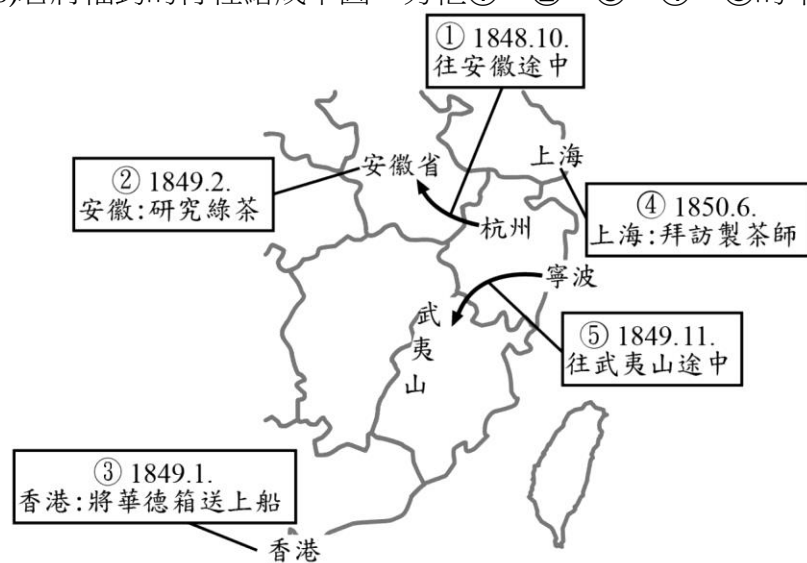 ① 1848.10.
往安徽途中
上海
安徽省
② 1849.2.
安徽:研究綠茶
④ 1850.6.
上海:拜訪製茶師
杭州
寧波
武夷山
⑤ 1849.11.
往武夷山途中
③ 1849.1.
香港:將華德箱送上船
香港